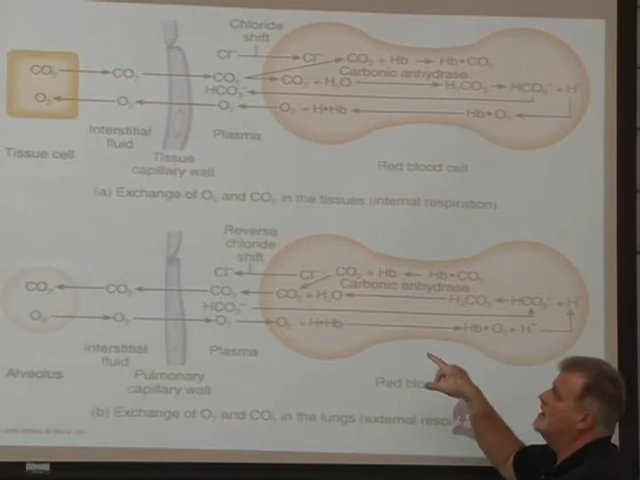 Chloride
shift
Cl⁻ Cl⁻ CO₂ + Hb Hb•CO₂
Carbonic anhydrase
CO₂ CO₂ CO₂ CO₂ + H₂O H₂CO₃ HCO₃⁻ + H⁺
HCO₃⁻
O₂ O₂ O₂ O₂ + H•Hb Hb•O₂
Interstitial
fluid
Tissue
capillary wall
Plasma
Tissue cell
Red blood cell
(a) Exchange of O₂ and CO₂ in the tissues (internal respiration)
Reverse
chloride
shift
Cl⁻ Cl⁻ CO₂ + Hb Hb•CO₂
Carbonic anhydrase
CO₂ CO₂ CO₂ CO₂ + H₂O H₂CO₃ HCO₃⁻ + H⁺
HCO₃⁻
O₂ O₂ O₂ O₂ + H•Hb Hb•O₂ + H⁺
Interstitial
fluid
Pulmonary
capillary wall
Plasma
Alveolus
Red
(b) Exchange of O₂ and CO₂ in the lungs (external